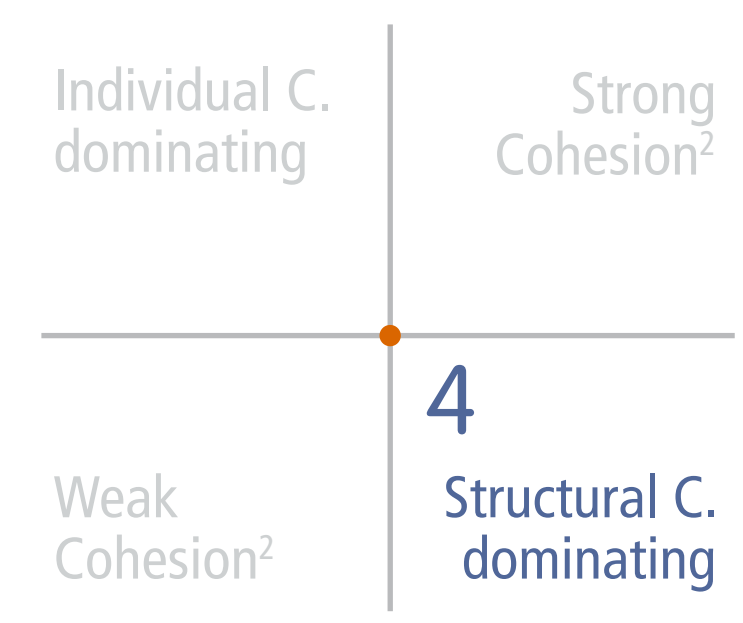 Individual C.
dominating
Strong
Cohesion²
4
Weak
Cohesion²
Structural C.
dominating